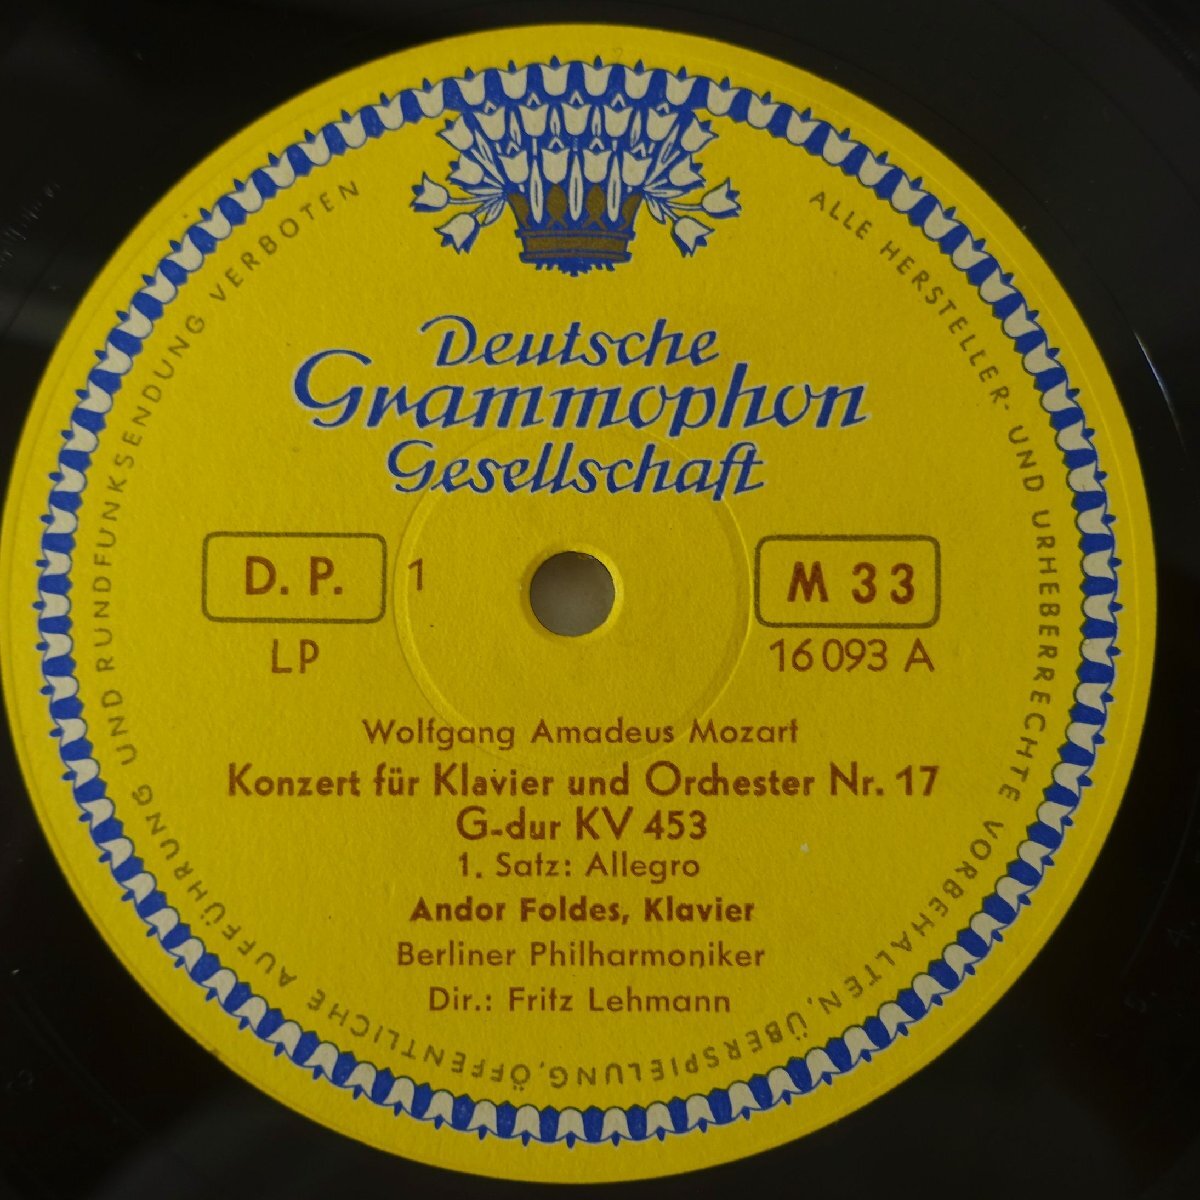 Deutsche
Grammophon
Gesellschaft
D. P. 1 M 33
LP 16 093 A
Wolfgang Amadeus Mozart
Konzert für Klavier und Orchester Nr. 17
G-dur KV 453
1. Satz: Allegro
Andor Foldes, Klavier
Berliner Philharmoniker
Dir.: Fritz Lehmann
ALLE HERSTELLER- UND URHEBERRECHTE VORBEHALTEN, ÜBERSPIELUNG, ÖFFENTLICHE AUFFÜHRUNG UND RUNDFUNKSENDUNG VERBOTEN